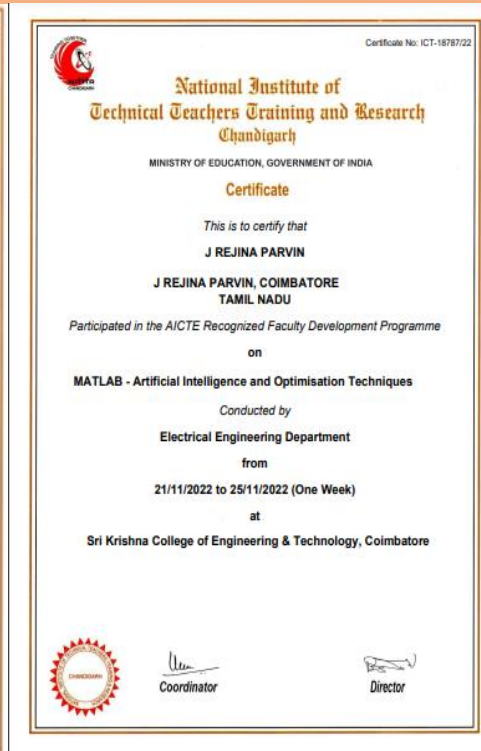 Certificate No: ICT-18787/22
National Institute of
Technical Teachers Training and Research
Chandigarh
MINISTRY OF EDUCATION, GOVERNMENT OF INDIA
Certificate
This is to certify that
J REJINA PARVIN
J REJINA PARVIN, COIMBATORE
TAMIL NADU
Participated in the AICTE Recognized Faculty Development Programme
on
MATLAB - Artificial Intelligence and Optimisation Techniques
Conducted by
Electrical Engineering Department
from
21/11/2022 to 25/11/2022 (One Week)
at
Sri Krishna College of Engineering & Technology, Coimbatore
CHANDIGARH
Coordinator
Director